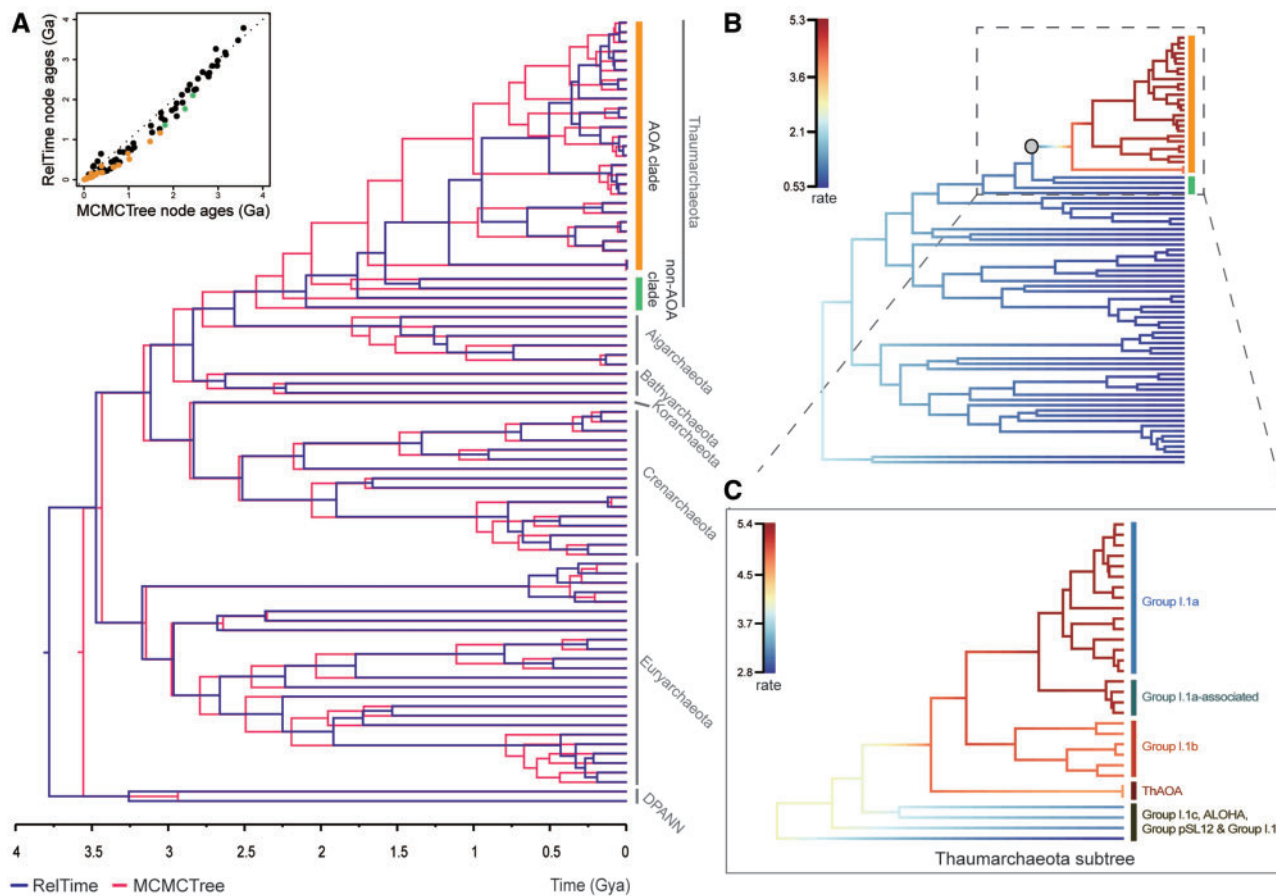 A
RelTime node ages (Ga)
4
3
2
1
0
0 1 2 3 4
MCMCTree node ages (Ga)
AOA clade
non-AOA
clade
Thaumarchaeota
Aigarchaeota
Bathyarchaeota
Korarchaeota
Crenarchaeota
Euryarchaeota
DPANN
4 3.5 3 2.5 2 1.5 1 0.5 0
RelTime MCMCTree Time (Gya)
B
5.3
3.6
2.1
0.53
rate
C
5.4
4.5
3.7
2.8
rate
Group I.1a
Group I.1a-associated
Group I.1b
ThAOA
Group I.1c, ALOHA,
Group pSL12 & Group I.1
Thaumarchaeota subtree